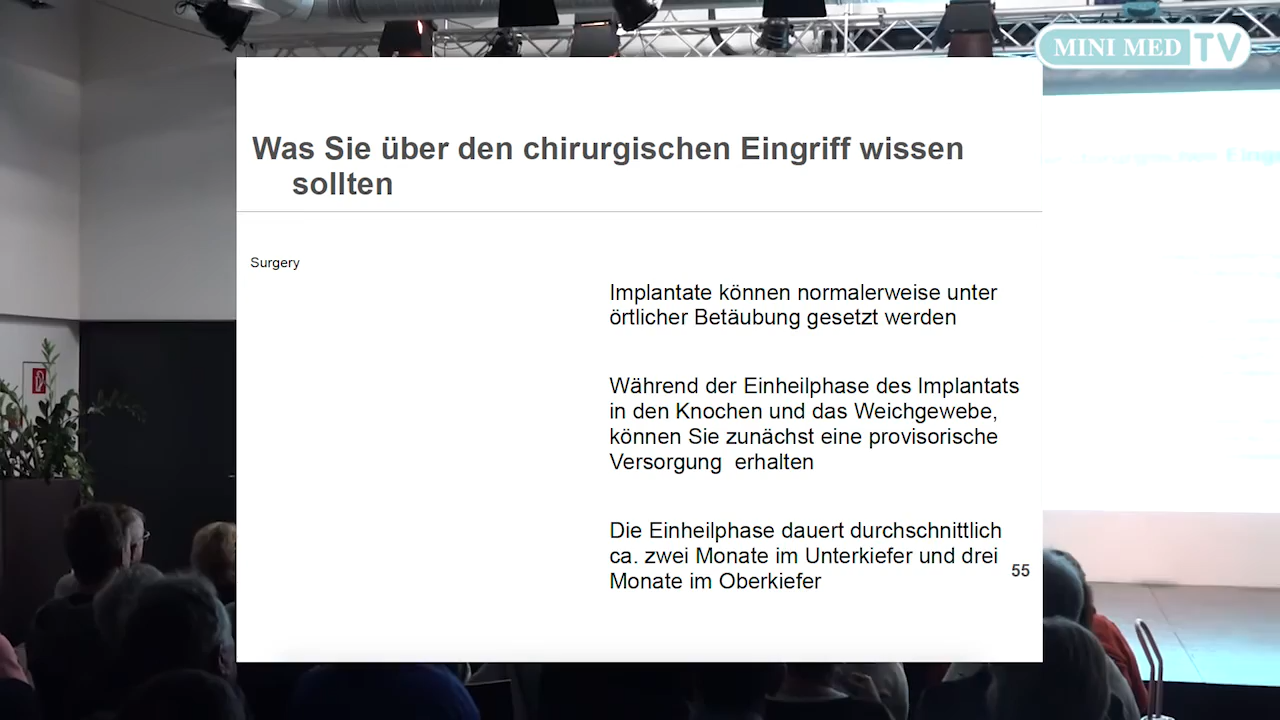 MINI MED TV
Was Sie über den chirurgischen Eingriff wissen
sollten
Surgery
Implantate können normalerweise unter
örtlicher Betäubung gesetzt werden
Während der Einheilphase des Implantats
in den Knochen und das Weichgewebe,
können Sie zunächst eine provisorische
Versorgung erhalten
Die Einheilphase dauert durchschnittlich
ca. zwei Monate im Unterkiefer und drei
Monate im Oberkiefer
55